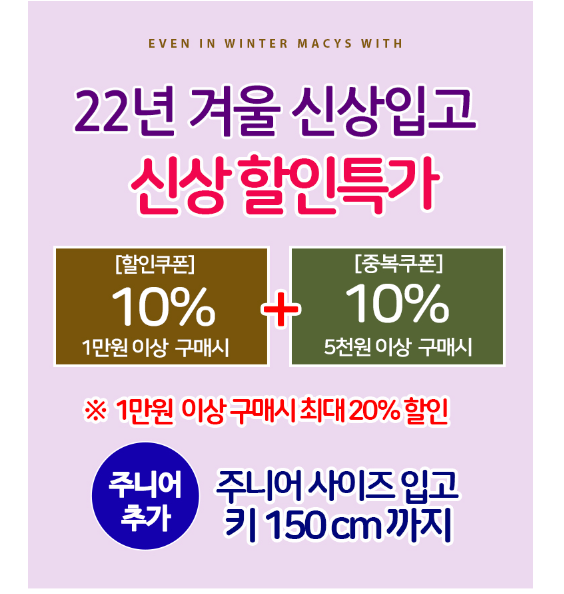 EVEN IN WINTER MACYS WITH
22년 겨울 신상입고
신상 할인특가
[할인쿠폰]
10%
1만원 이상 구매시
+
[중복쿠폰]
10%
5천원 이상 구매시
※ 1만원 이상 구매시 최대 20% 할인
주니어
추가
주니어 사이즈 입고
키 150 cm 까지